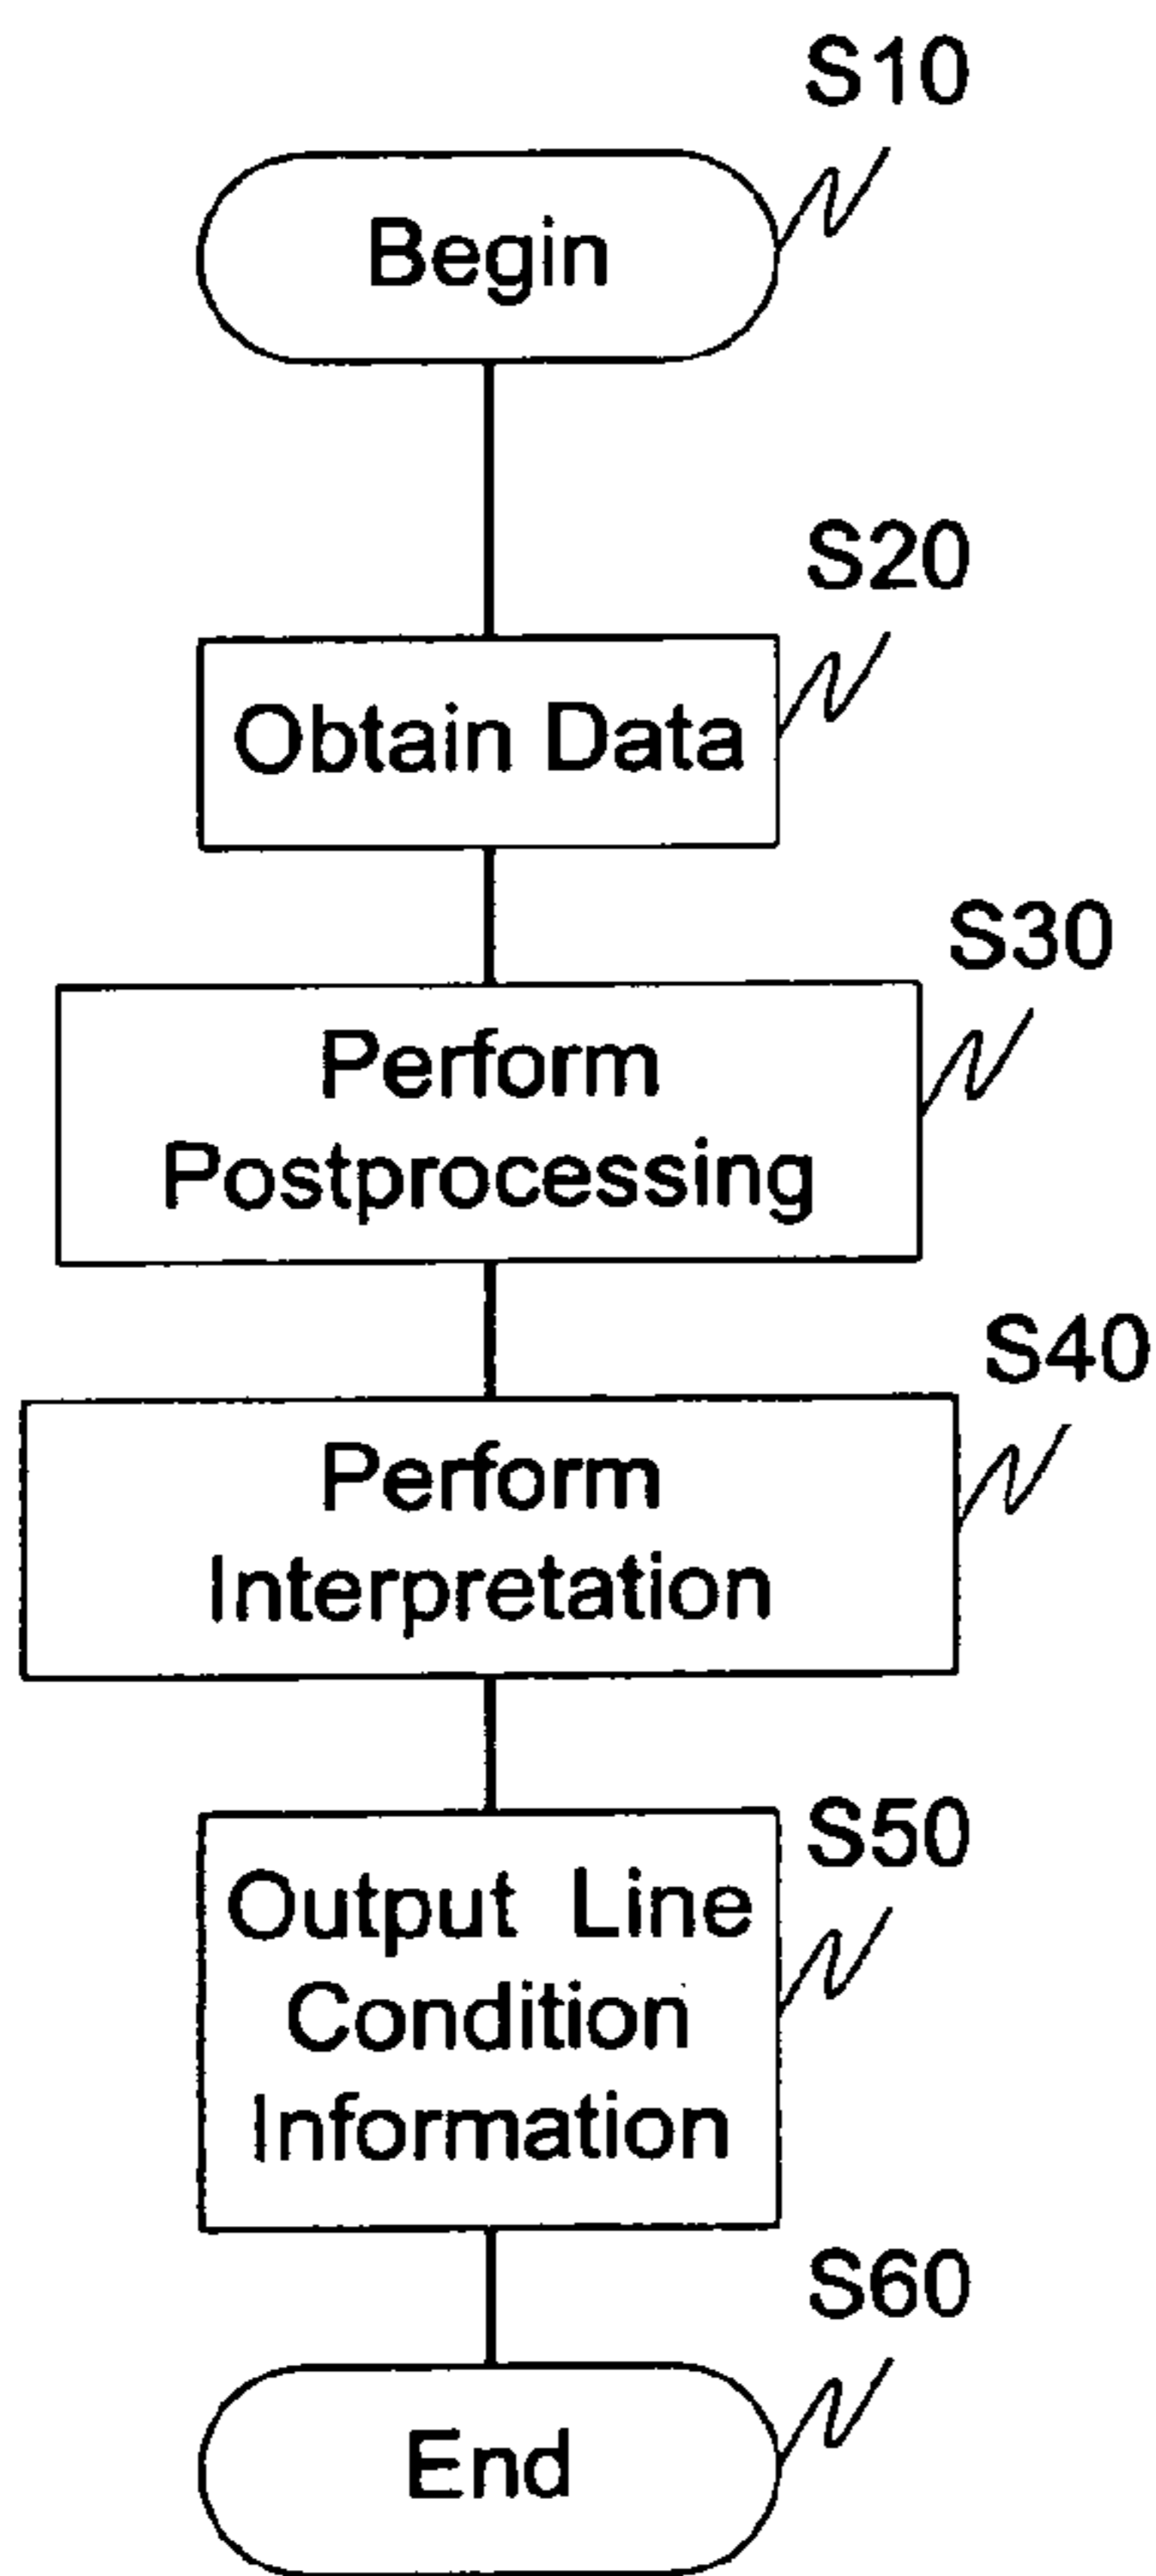 S10
Begin
S20
Obtain Data
S30
Perform
Postprocessing
S40
Perform
Interpretation
S50
Output Line
Condition
Information
S60
End